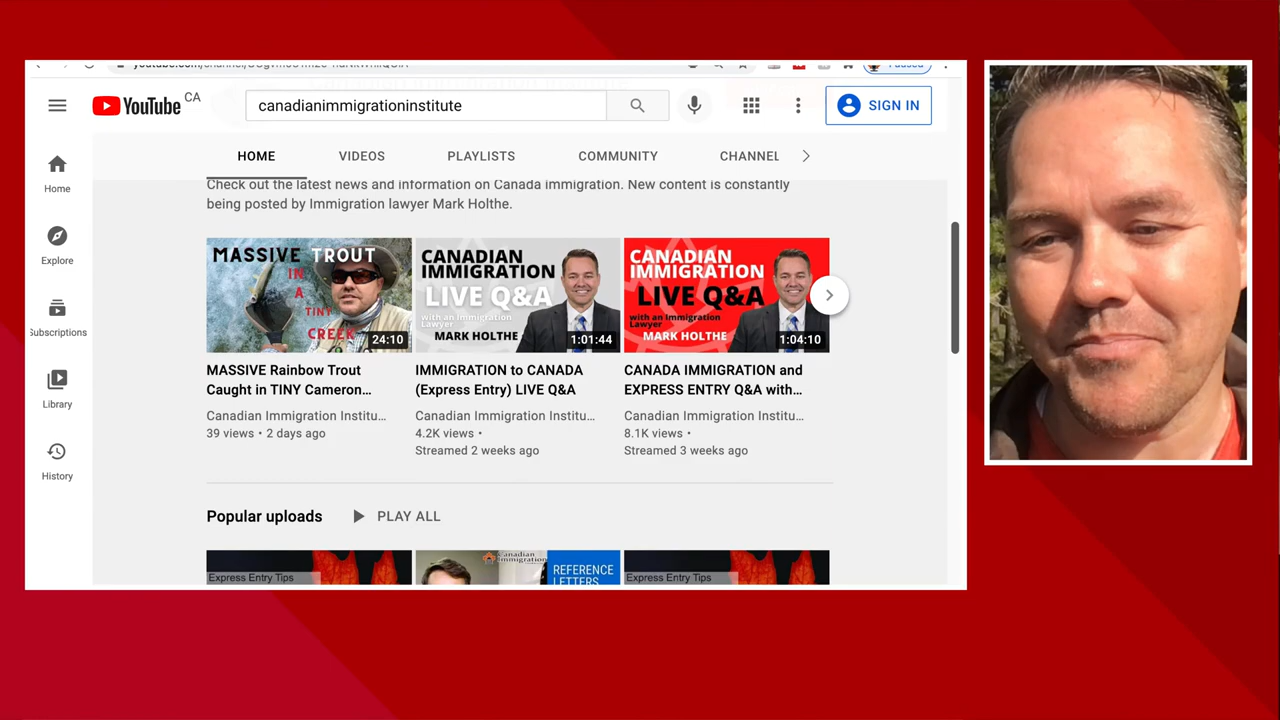 YouTube CA
canadianimmigrationinstitute
SIGN IN
HOME
VIDEOS
PLAYLISTS
COMMUNITY
CHANNEL
Home
Explore
Subscriptions
Library
History
Check out the latest news and information on Canada immigration. New content is constantly
being posted by Immigration lawyer Mark Holthe.
MASSIVE TROUT
IN
A
TINY
CREEK
24:10
MASSIVE Rainbow Trout
Caught in TINY Cameron...
Canadian Immigration Institu...
39 views • 2 days ago
CANADIAN
IMMIGRATION
LIVE Q&A
with an Immigration
Lawyer
MARK HOLTHE
1:01:44
IMMIGRATION to CANADA
(Express Entry) LIVE Q&A
Canadian Immigration Institu...
4.2K views •
Streamed 2 weeks ago
CANADIAN
IMMIGRATION
LIVE Q&A
with an Immigration
Lawyer
MARK HOLTHE
1:04:10
CANADA IMMIGRATION and
EXPRESS ENTRY Q&A with...
Canadian Immigration Institu...
8.1K views •
Streamed 3 weeks ago
Popular uploads
PLAY ALL
Express Entry Tips
Canadian
Immigration
REFERENCE
LETTERS
Express Entry Tips